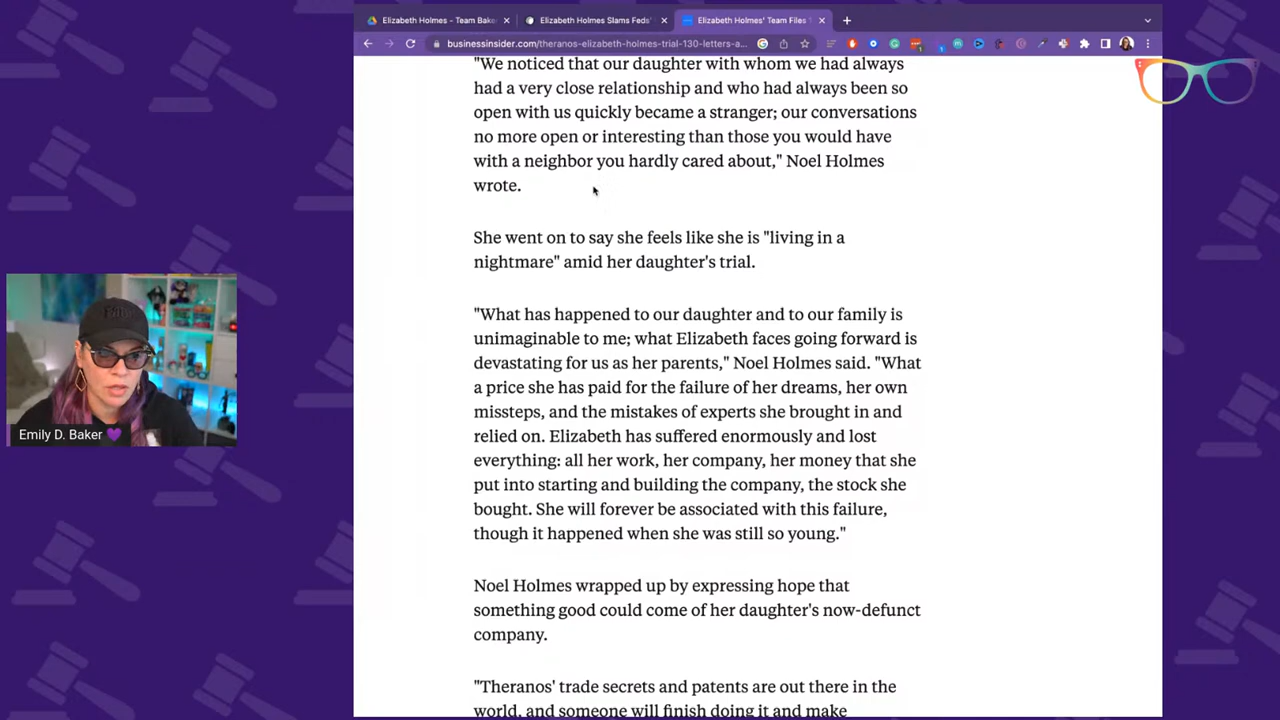 Elizabeth Holmes - Team Bake
Elizabeth Holmes Slams Feds'
Elizabeth Holmes' Team Files
businessinsider.com/theranos-elizabeth-holmes-trial-130-letters-a...
"We noticed that our daughter with whom we had always
had a very close relationship and who had always been so
open with us quickly became a stranger; our conversations
no more open or interesting than those you would have
with a neighbor you hardly cared about," Noel Holmes
wrote.
She went on to say she feels like she is "living in a
nightmare" amid her daughter's trial.
"What has happened to our daughter and to our family is
unimaginable to me; what Elizabeth faces going forward is
devastating for us as her parents," Noel Holmes said. "What
a price she has paid for the failure of her dreams, her own
missteps, and the mistakes of experts she brought in and
relied on. Elizabeth has suffered enormously and lost
everything: all her work, her company, her money that she
put into starting and building the company, the stock she
bought. She will forever be associated with this failure,
though it happened when she was still so young."
Noel Holmes wrapped up by expressing hope that
something good could come of her daughter's now-defunct
company.
"Theranos' trade secrets and patents are out there in the
world, and someone will finish doing it and make
Emily D. Baker 💜